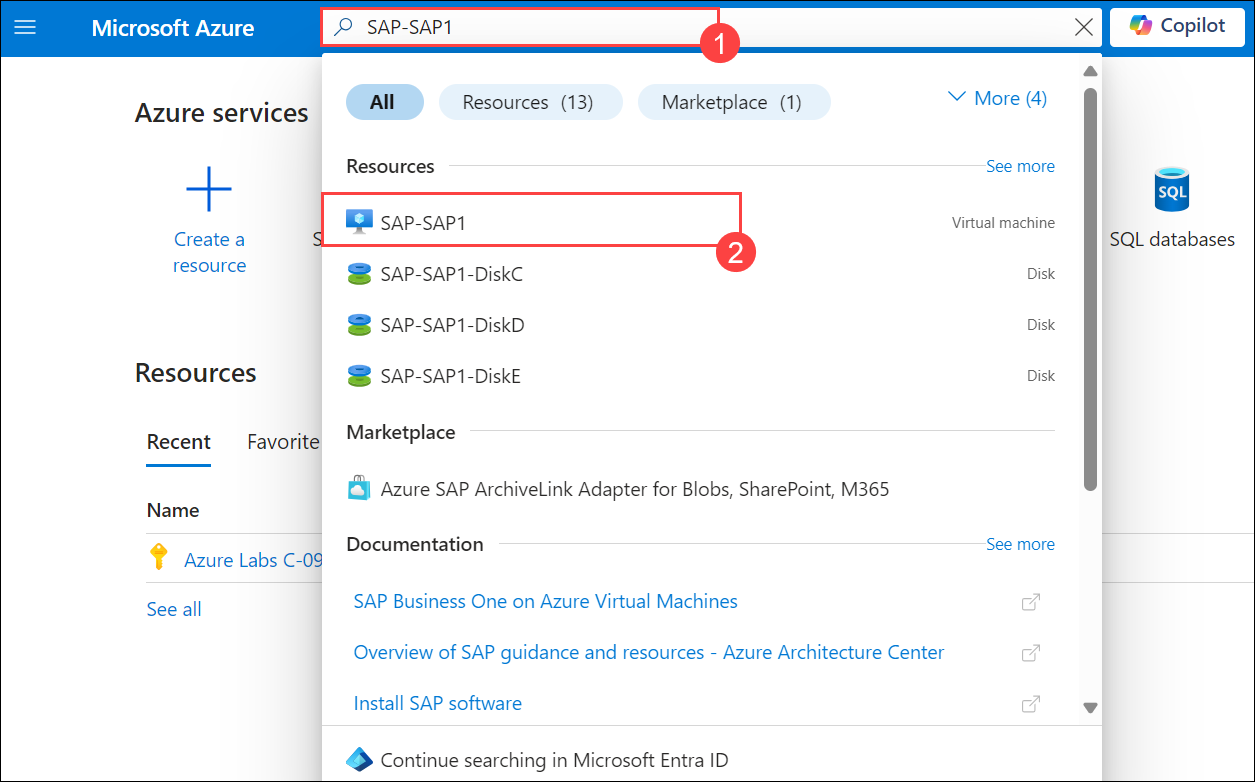 Microsoft Azure
SAP-SAP1
1
Copilot
All
Resources (13)
Marketplace (1)
More (4)
Azure services
Create a
resource
S
SQL
SQL databases
Resources
See more
SAP-SAP1
Virtual machine
2
SAP-SAP1-DiskC
Disk
SAP-SAP1-DiskD
Disk
SAP-SAP1-DiskE
Disk
Marketplace
Azure SAP ArchiveLink Adapter for Blobs, SharePoint, M365
Documentation
See more
SAP Business One on Azure Virtual Machines
Overview of SAP guidance and resources - Azure Architecture Center
Install SAP software
Continue searching in Microsoft Entra ID
Resources
Recent
Favorite
Name
Azure Labs C-09
See all